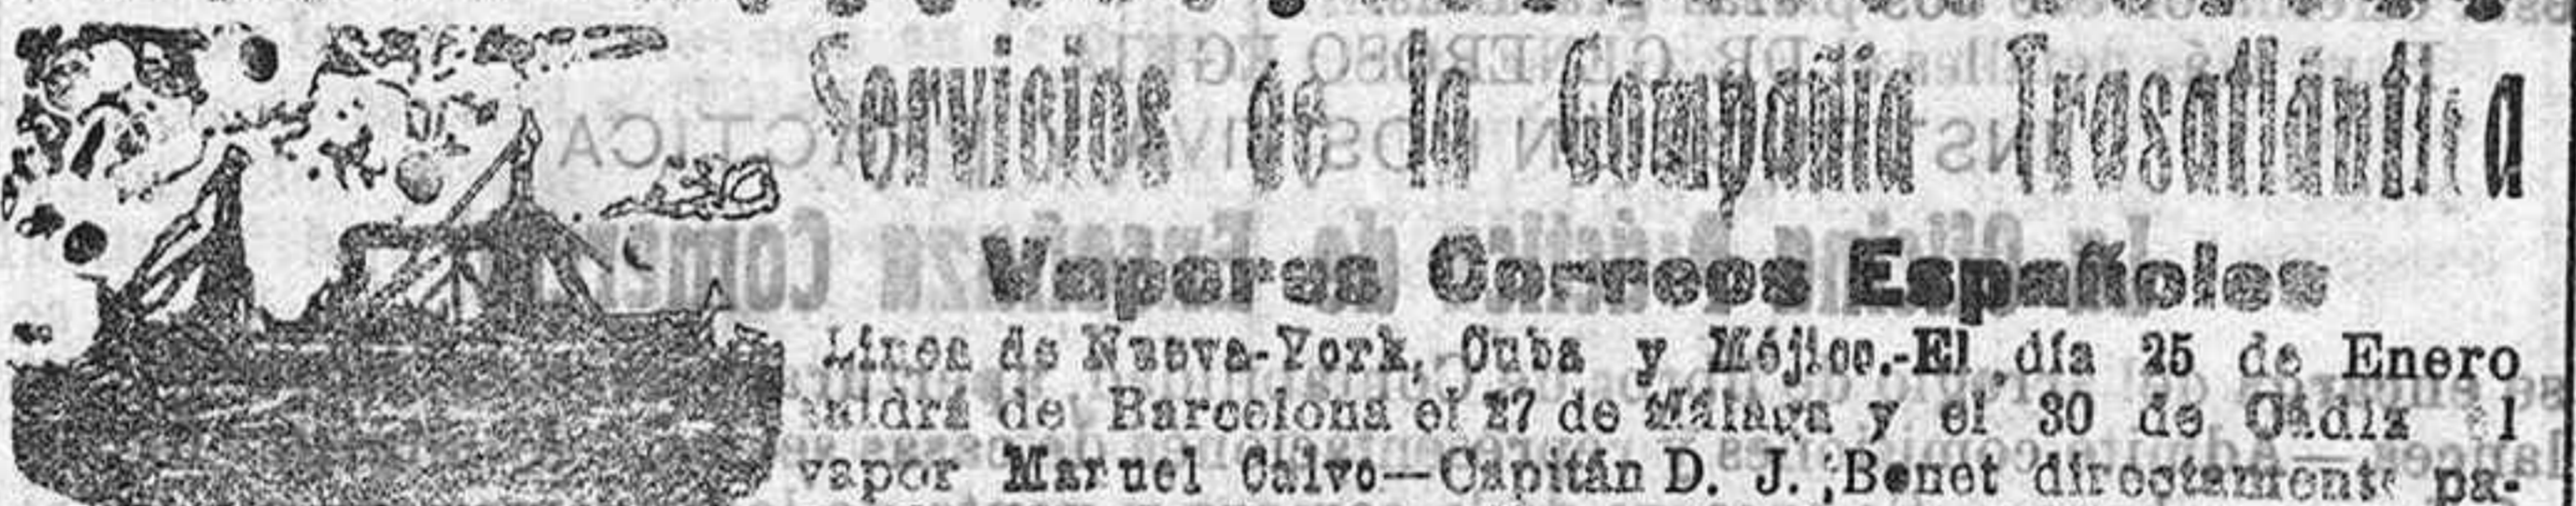 Servicios de la Compañía Trasatlántica
Vapores Correos Españoles
Línea de Nueva-York, Cuba y Méjico.-El día 25 de Enero
saldrá de Barcelona el 27 de Málaga y el 30 de Cádiz el
vapor Manuel Calvo—Capitán D. J. Benet directamente pa-